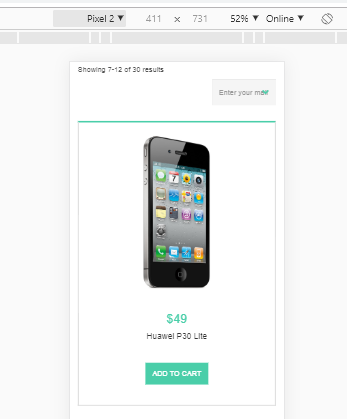 Pixel 2 ▼ 411 × 731 52% ▼ Online ▼
Showing 7-12 of 30 results
Enter your mail
$49
Huawei P30 Lite
ADD TO CART